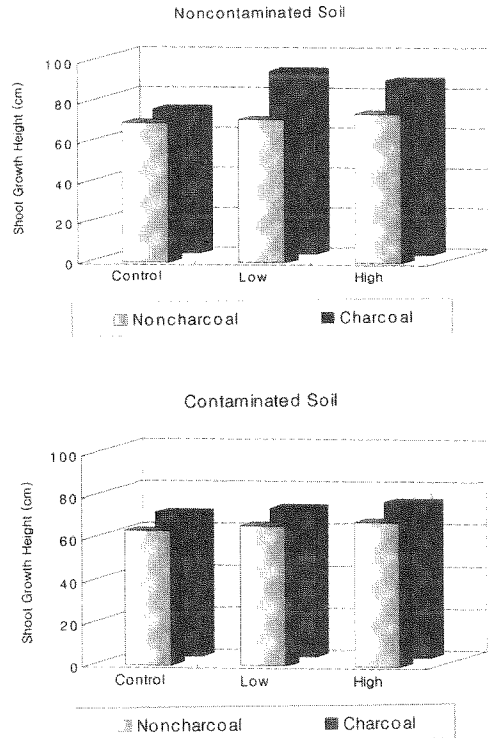 Noncontaminated Soil
Shoot Growth Height (cm)
100
80
60
40
20
0
Control Low High
Noncharcoal Charcoal
Contaminated Soil
Shoot Growth Height (cm)
100
80
60
40
20
0
Control Low High
Noncharcoal Charcoal